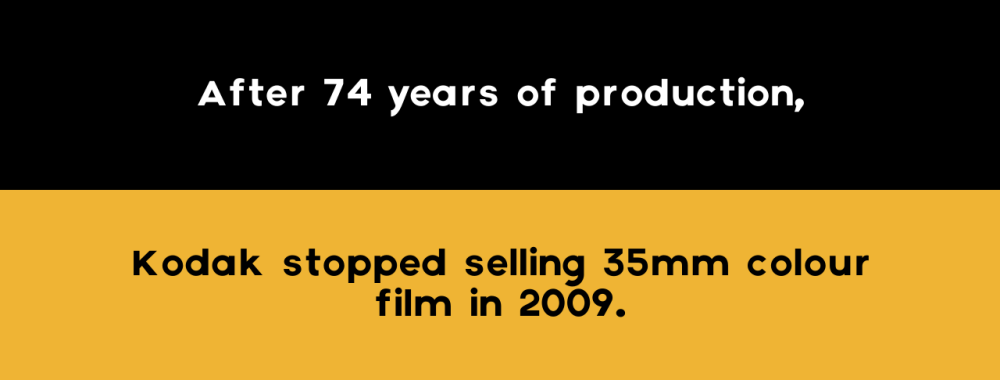 After 74 years of production,
Kodak stopped selling 35mm colour
film in 2009.